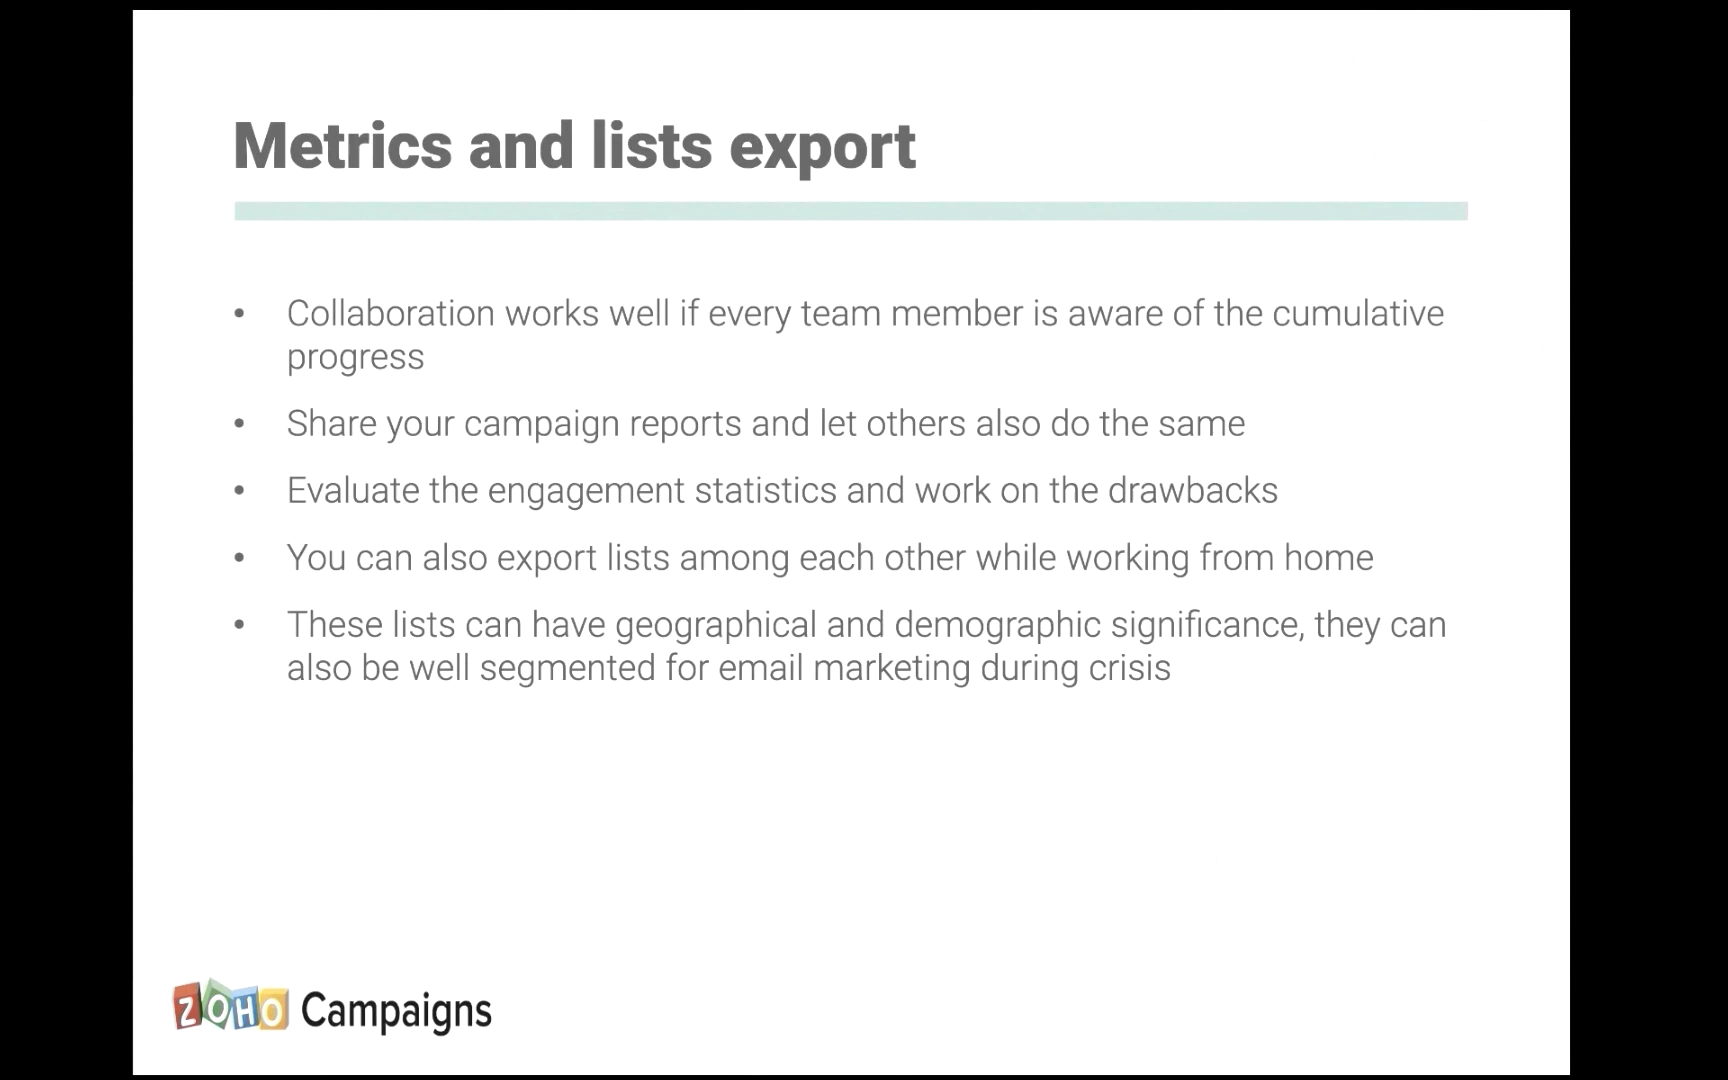 Metrics and lists export
• Collaboration works well if every team member is aware of the cumulative
progress
• Share your campaign reports and let others also do the same
• Evaluate the engagement statistics and work on the drawbacks
• You can also export lists among each other while working from home
• These lists can have geographical and demographic significance, they can
also be well segmented for email marketing during crisis
ZOHO Campaigns